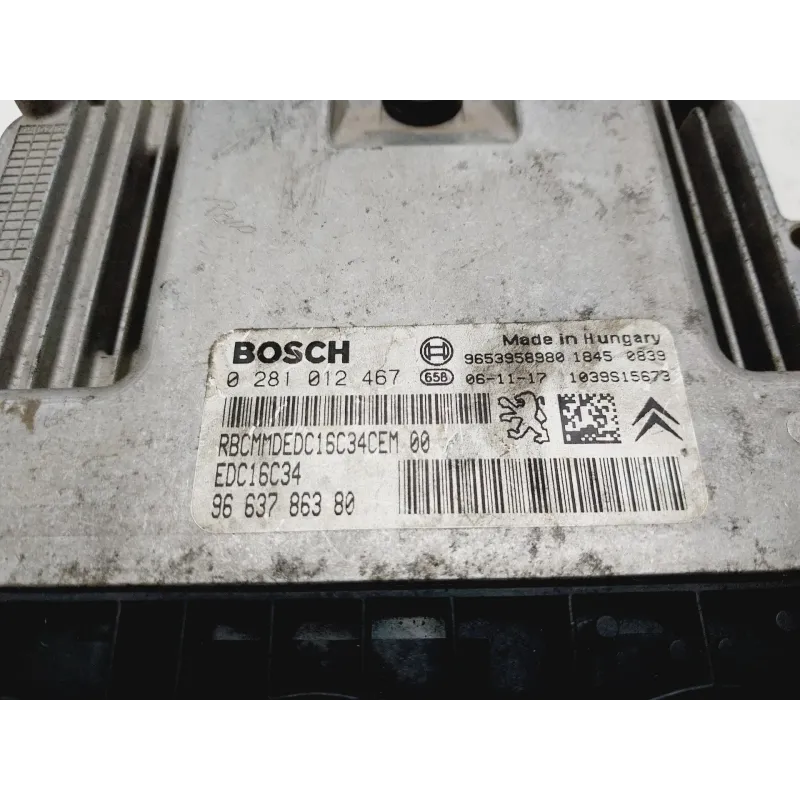 BOSCH
Made in Hungary
9653958980 1845 0839
0 281 012 467 658 06-11-17 1039S15673
RBCMMDEDC16C34CEM 00
EDC16C34
96 637 863 80